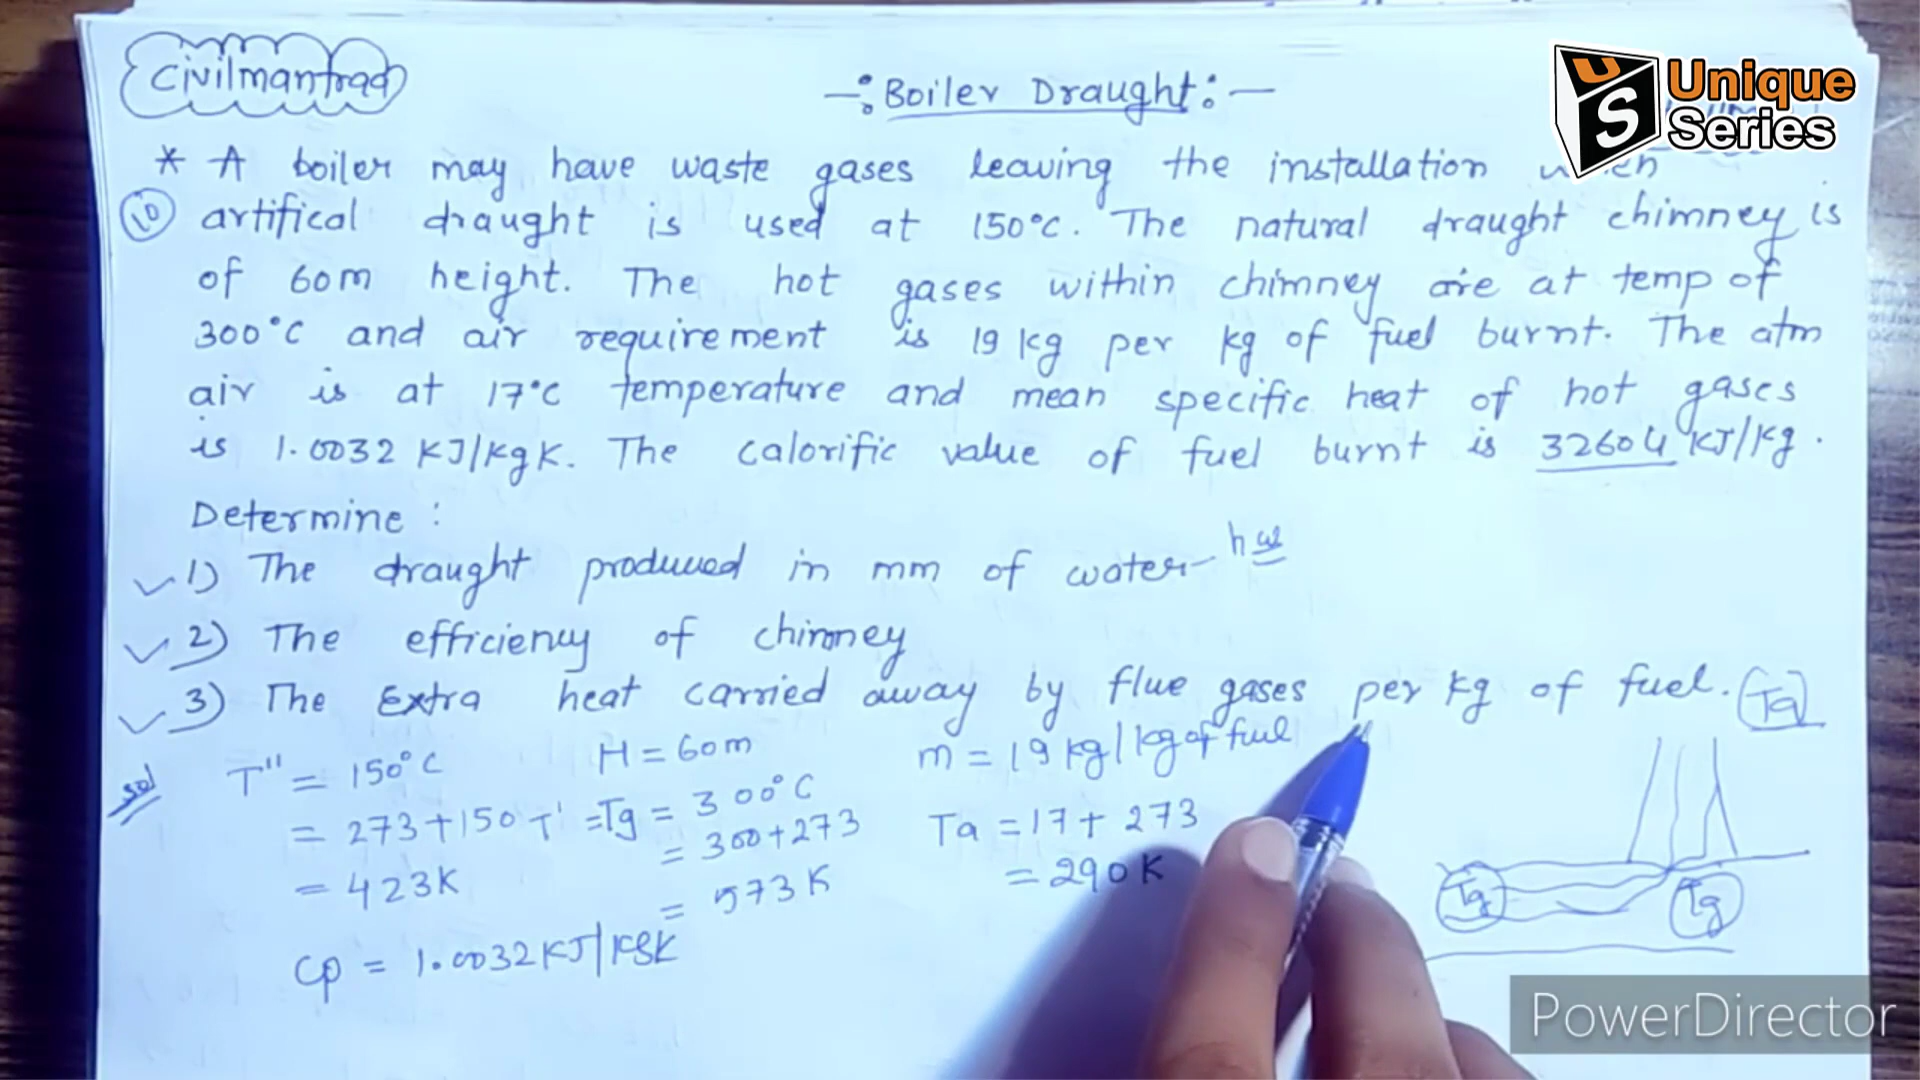 Civilmantraa
-: Boiler Draught :-
US Unique Series
* A boiler may have waste gases leaving the installation
10 artifical draught is used at 150°C. The natural draught chimney is
of 60m height. The hot gases within chimney are at temp of
300°C and air requirement is 19 kg per kg of fuel burnt. The atm
air is at 17°C temperature and mean specific heat of hot gases
is 1.0032 KJ/KgK. The calorific value of fuel burnt is 32604 KJ/Kg.
Determine :
1) The draught produced in mm of water - hw
2) The efficiency of chimney
3) The Extra heat carried away by flue gases per kg of fuel. Ta
Sol T" = 150°C H = 60m m = 19 kg/kg of fuel
= 273+150 T' = Tg = 300°C Ta = 17+273
= 423K = 300+273 = 290K
= 573K
Tg Tg
Cp = 1.0032 KJ/KgK
PowerDirector